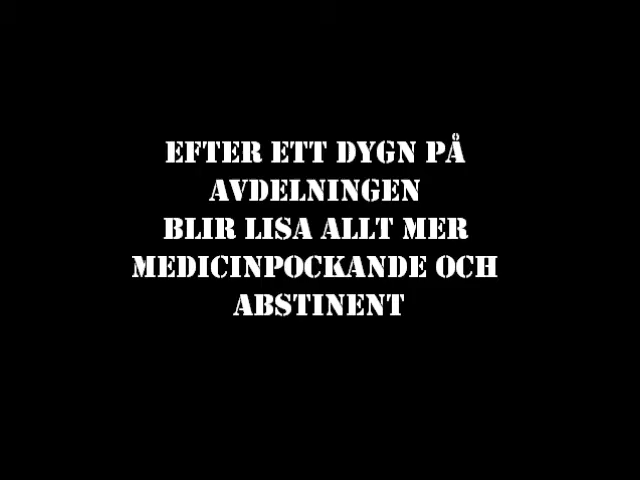 EFTER ETT DYGN PÅ
AVDELNINGEN
BLIR LISA ALLT MER
MEDICINPOCKANDE OCH
ABSTINENT